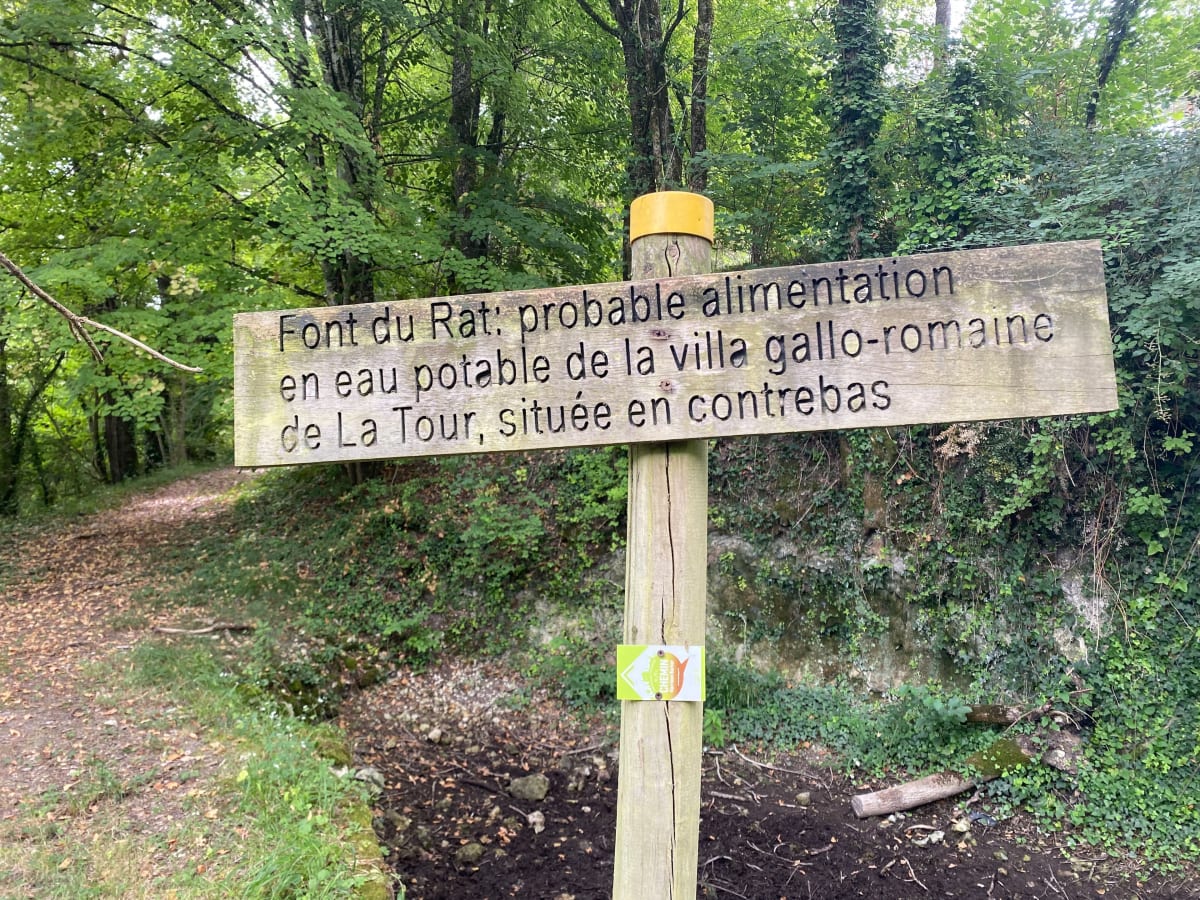 Font du Rat: probable alimentation
en eau potable de la villa gallo-romaine
de La Tour, située en contrebas
CHEMIN